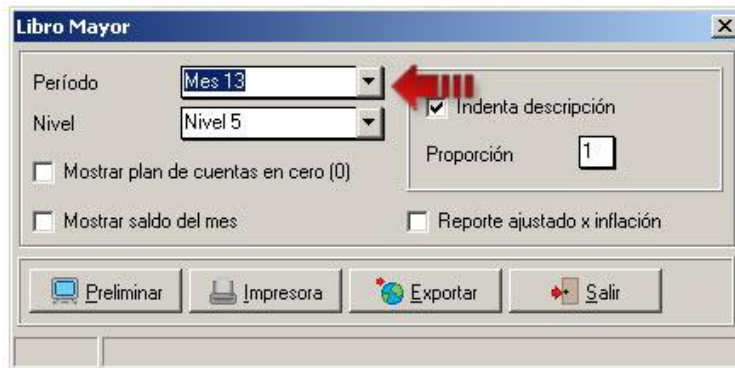 Libro Mayor
Período
Mes 13
Nivel
Nivel 5
Indenta descripción
Proporción
1
Mostrar plan de cuentas en cero (0)
Mostrar saldo del mes
Reporte ajustado x inflación
Preliminar
Impresora
Exportar
Salir